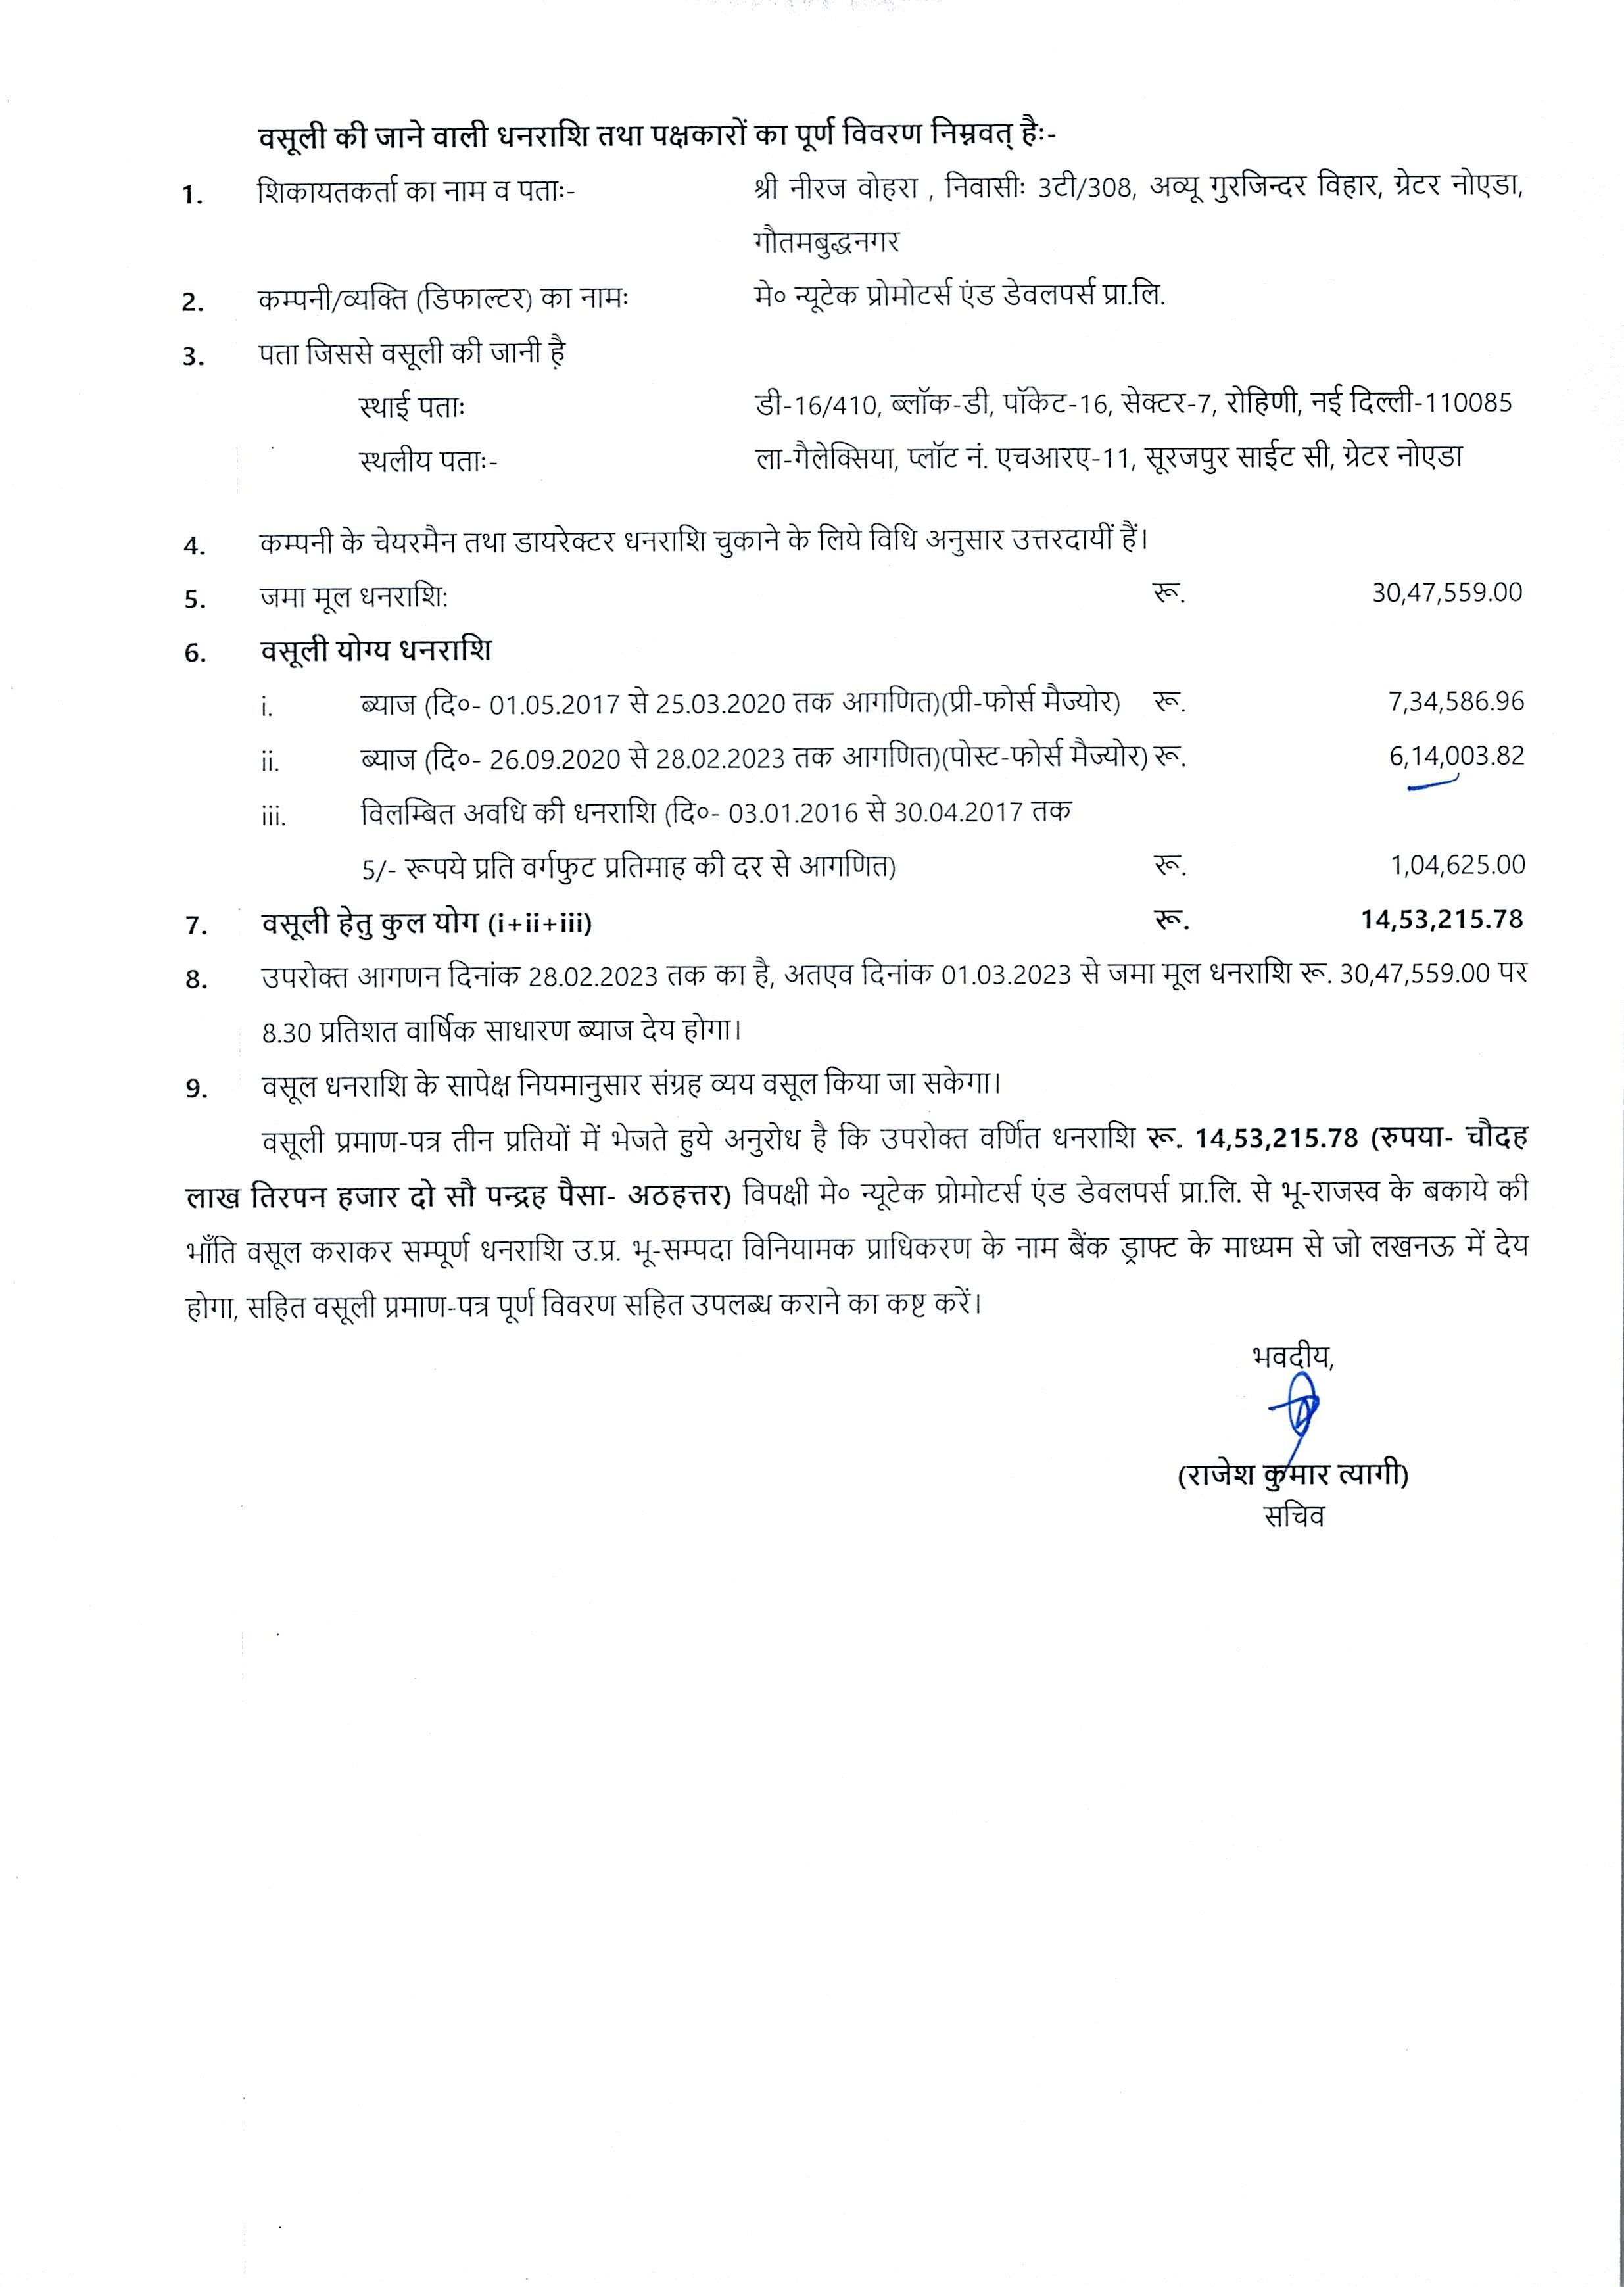 वसूली की जाने वाली धनराशि तथा पक्षकारों का पूर्ण विवरण निम्नवत् हैः-
1. शिकायतकर्ता का नाम व पताः- श्री नीरज वोहरा , निवासीः 3टी/308, अव्यू गुरजिन्दर विहार, ग्रेटर नोएडा,
गौतमबुद्धनगर
2. कम्पनी/व्यक्ति (डिफाल्टर) का नामः मे० न्यूटेक प्रोमोटर्स एंड डेवलपर्स प्रा.लि.
3. पता जिससे वसूली की जानी है
स्थाई पताः डी-16/410, ब्लॉक-डी, पॉकेट-16, सेक्टर-7, रोहिणी, नई दिल्ली-110085
स्थलीय पताः- ला-गैलेक्सिया, प्लॉट नं. एचआरए-11, सूरजपुर साईट सी, ग्रेटर नोएडा
4. कम्पनी के चेयरमैन तथा डायरेक्टर धनराशि चुकाने के लिये विधि अनुसार उत्तरदायीं हैं।
5. जमा मूल धनराशि: रू. 30,47,559.00
6. वसूली योग्य धनराशि
i. ब्याज (दि०- 01.05.2017 से 25.03.2020 तक आगणित)(प्री-फोर्स मैज्योर) रू. 7,34,586.96
ii. ब्याज (दि०- 26.09.2020 से 28.02.2023 तक आगणित)(पोस्ट-फोर्स मैज्योर) रू. 6,14,003.82
iii. विलम्बित अवधि की धनराशि (दि०- 03.01.2016 से 30.04.2017 तक
5/- रूपये प्रति वर्गफुट प्रतिमाह की दर से आगणित) रू. 1,04,625.00
7. वसूली हेतु कुल योग (i+ii+iii) रू. 14,53,215.78
8. उपरोक्त आगणन दिनांक 28.02.2023 तक का है, अतएव दिनांक 01.03.2023 से जमा मूल धनराशि रू. 30,47,559.00 पर
8.30 प्रतिशत वार्षिक साधारण ब्याज देय होगा।
9. वसूल धनराशि के सापेक्ष नियमानुसार संग्रह व्यय वसूल किया जा सकेगा।
वसूली प्रमाण-पत्र तीन प्रतियों में भेजते हुये अनुरोध है कि उपरोक्त वर्णित धनराशि रू. 14,53,215.78 (रुपया- चौदह
लाख तिरपन हजार दो सौ पन्द्रह पैसा- अठहत्तर) विपक्षी मे० न्यूटेक प्रोमोटर्स एंड डेवलपर्स प्रा.लि. से भू-राजस्व के बकाये की
भाँति वसूल कराकर सम्पूर्ण धनराशि उ.प्र. भू-सम्पदा विनियामक प्राधिकरण के नाम बैंक ड्राफ्ट के माध्यम से जो लखनऊ में देय
होगा, सहित वसूली प्रमाण-पत्र पूर्ण विवरण सहित उपलब्ध कराने का कष्ट करें।
भवदीय,
(राजेश कुमार त्यागी)
सचिव